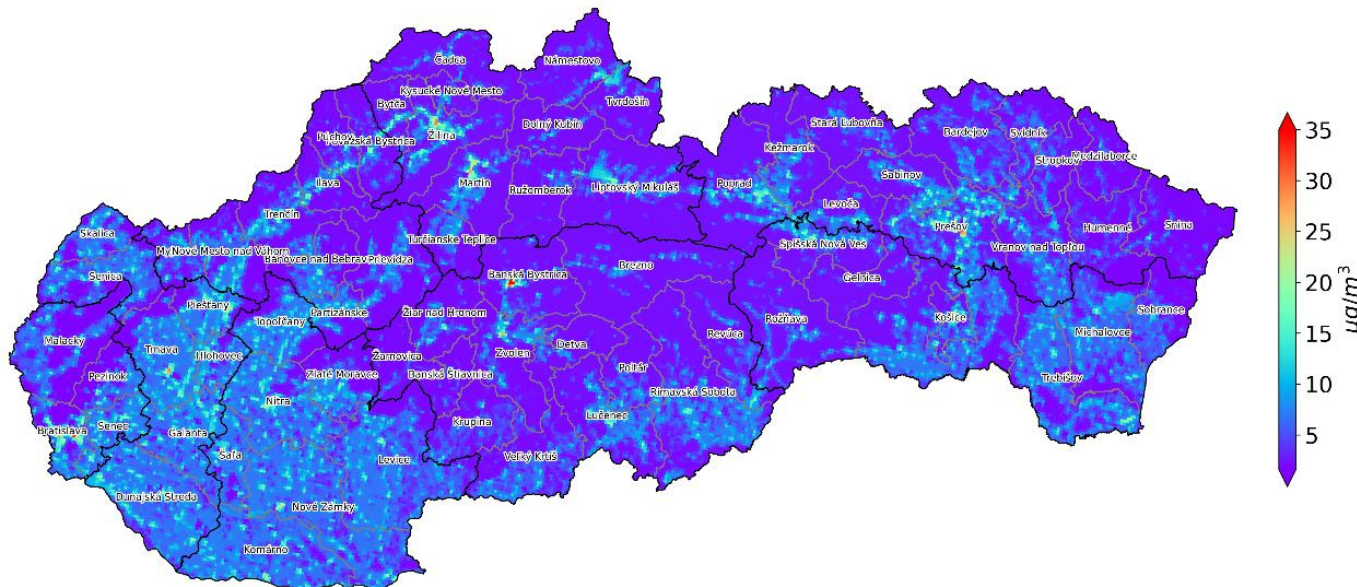 Čadca
Námestovo
Kysucké Nové Mesto
Bytča
Tvrdošín
Dolný Kubín
Žilina
Púchov
Považská Bystrica
Ilava
Martin
Ružomberok
Liptovský Mikuláš
Trenčín
Turčianske Teplice
Stará Ľubovňa
Bardejov
Svidník
Stropkov
Medzilaborce
Kežmarok
Sabinov
Poprad
Levoča
Prešov
Humenné
Snina
Vranov nad Topľou
Spišská Nová Ves
Gelnica
Skalica
Senica
My
Nové Mesto nad Váhom
Bánovce nad Bebrav
Prievidza
Banská Bystrica
Brezno
Piešťany
Partizánske
Topoľčany
Žiar nad Hronom
Rožňava
Košice
Michalovce
Sobrance
Malacky
Trnava
Hlohovec
Žarnovica
Zvolen
Detva
Revúca
Poltár
Pezinok
Zlaté Moravce
Banská Štiavnica
Rimavská Sobota
Trebišov
Nitra
Krupina
Lučenec
Bratislava
Senec
Galanta
Šaľa
Levice
Veľký Krtíš
Dunajská Streda
Nové Zámky
Komárno
35
30
25
20
15
10
5
µg/m³